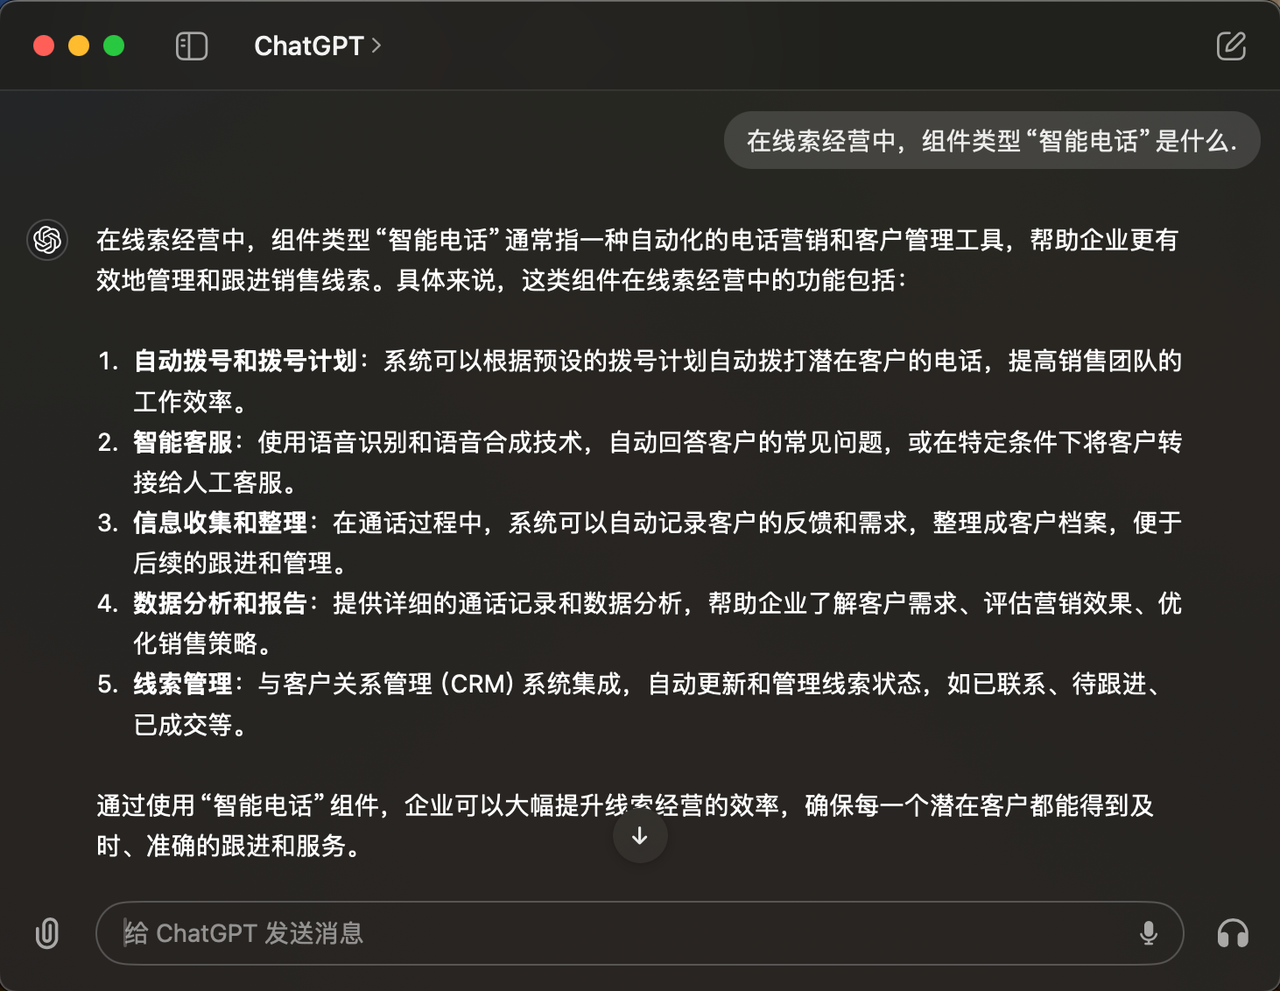 ChatGPT
在线索经营中，组件类型“智能电话”是什么.
在线索经营中，组件类型“智能电话”通常指一种自动化的电话营销和客户管理工具，帮助企业更有
效地管理和跟进销售线索。具体来说，这类组件在线索经营中的功能包括：
1. 自动拨号和拨号计划：系统可以根据预设的拨号计划自动拨打潜在客户的电话，提高销售团队的
工作效率。
2. 智能客服：使用语音识别和语音合成技术，自动回答客户的常见问题，或在特定条件下将客户转
接给人工客服。
3. 信息收集和整理：在通话过程中，系统可以自动记录客户的反馈和需求，整理成客户档案，便于
后续的跟进和管理。
4. 数据分析和报告：提供详细的通话记录和数据分析，帮助企业了解客户需求、评估营销效果、优
化销售策略。
5. 线索管理：与客户关系管理（CRM）系统集成，自动更新和管理线索状态，如已联系、待跟进、
已成交等。
通过使用“智能电话”组件，企业可以大幅提升线索经营的效率，确保每一个潜在客户都能得到及
时、准确的跟进和服务。
给 ChatGPT 发送消息